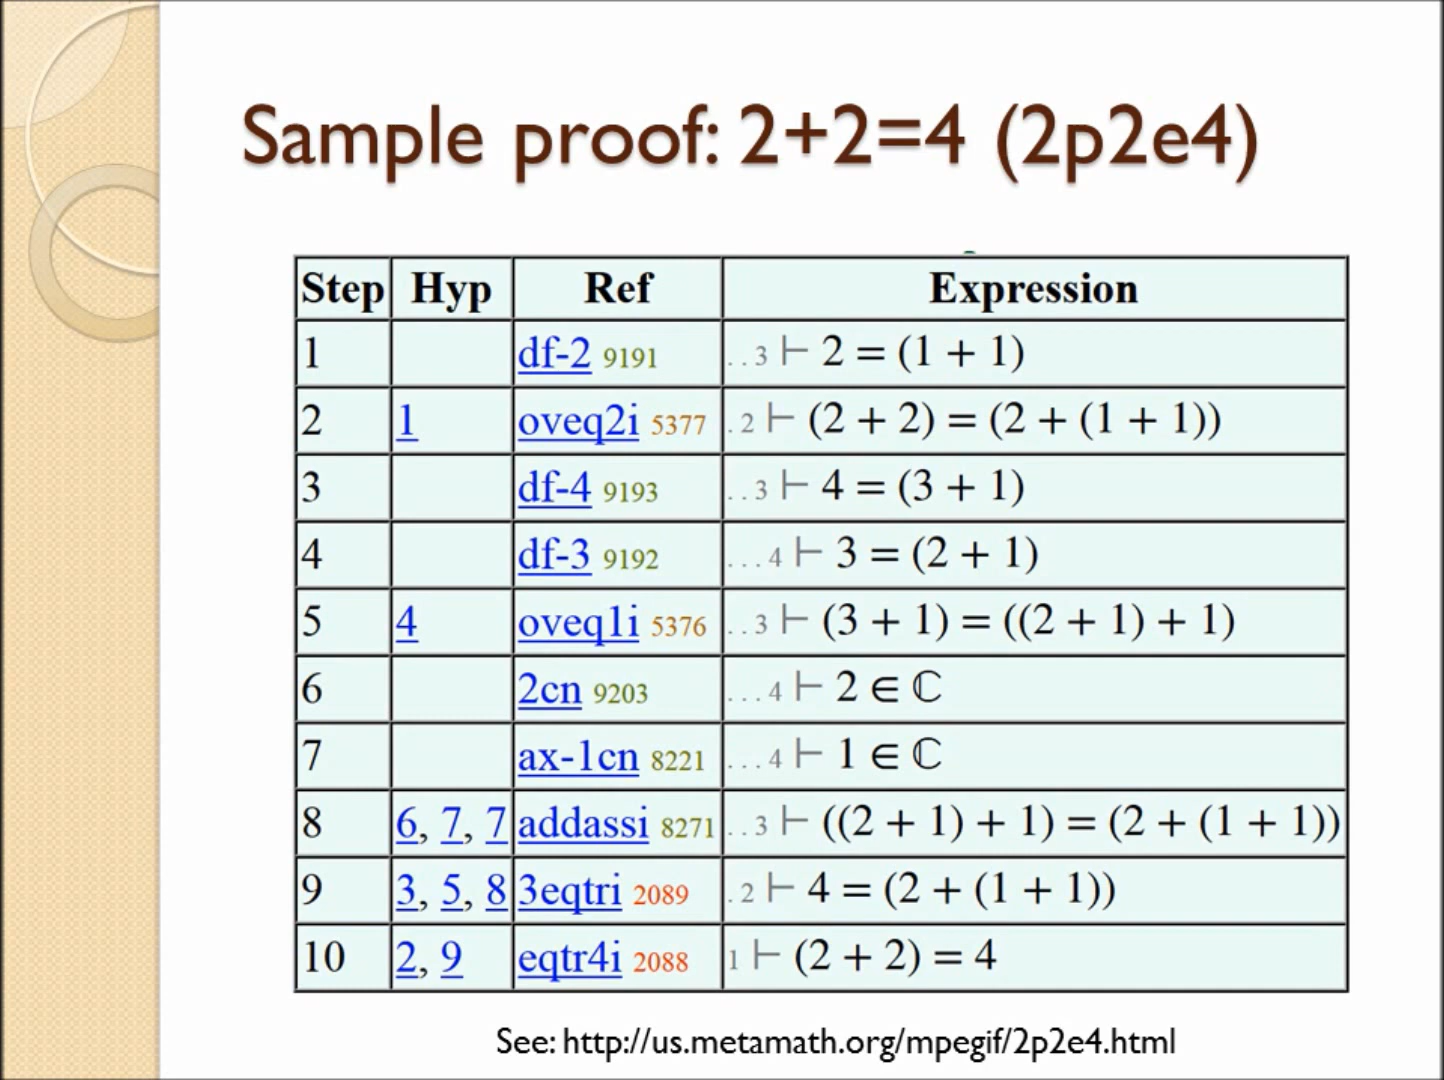 Sample proof: 2+2=4 (2p2e4)
Step Hyp Ref Expression
1 df-2 9191 . . 3 ⊢ 2 = (1 + 1)
2 1 oveq2i 5377 . 2 ⊢ (2 + 2) = (2 + (1 + 1))
3 df-4 9193 . . 3 ⊢ 4 = (3 + 1)
4 df-3 9192 . . . 4 ⊢ 3 = (2 + 1)
5 4 oveq1i 5376 . . 3 ⊢ (3 + 1) = ((2 + 1) + 1)
6 2cn 9203 . . . 4 ⊢ 2 ∈ ℂ
7 ax-1cn 8221 . . . 4 ⊢ 1 ∈ ℂ
8 6, 7, 7 addassi 8271 . . 3 ⊢ ((2 + 1) + 1) = (2 + (1 + 1))
9 3, 5, 8 3eqtri 2089 . 2 ⊢ 4 = (2 + (1 + 1))
10 2, 9 eqtr4i 2088 1 ⊢ (2 + 2) = 4
See: http://us.metamath.org/mpegif/2p2e4.html